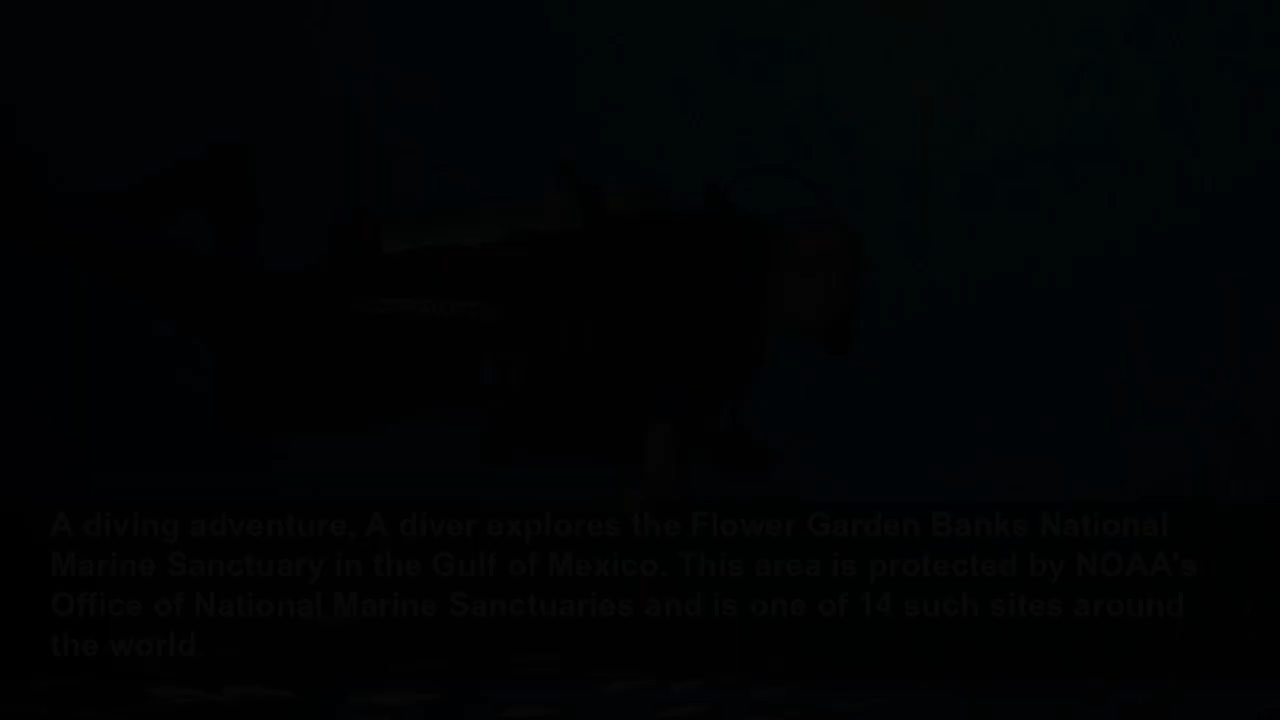 A diving adventure, A diver explores the Flower Garden Banks National
Marine Sanctuary in the Gulf of Mexico. This area is protected by NOAA's
Office of National Marine Sanctuaries and is one of 14 such sites around
the world.